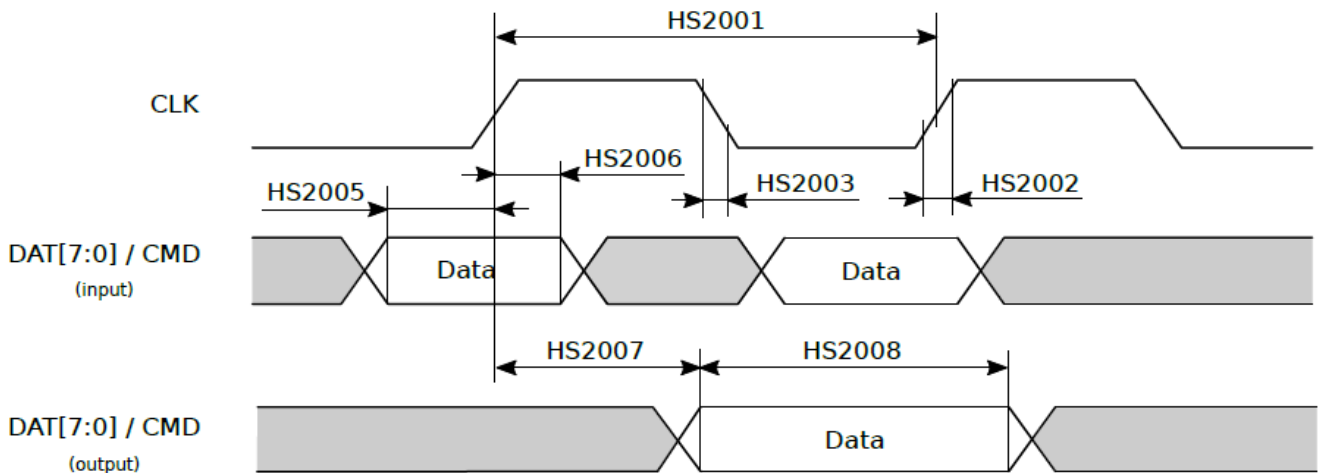 HS2001
CLK
HS2006
HS2005
HS2003
HS2002
DAT[7:0] / CMD
(input)
Data
Data
HS2007
HS2008
DAT[7:0] / CMD
(output)
Data